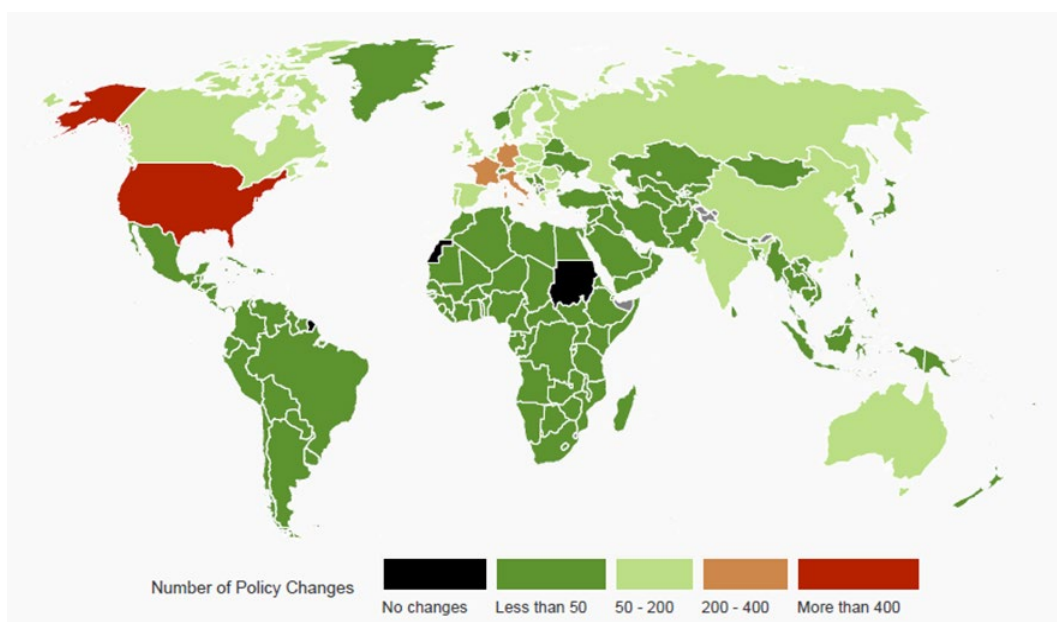 Number of Policy Changes
No changes
Less than 50
50 - 200
200 - 400
More than 400